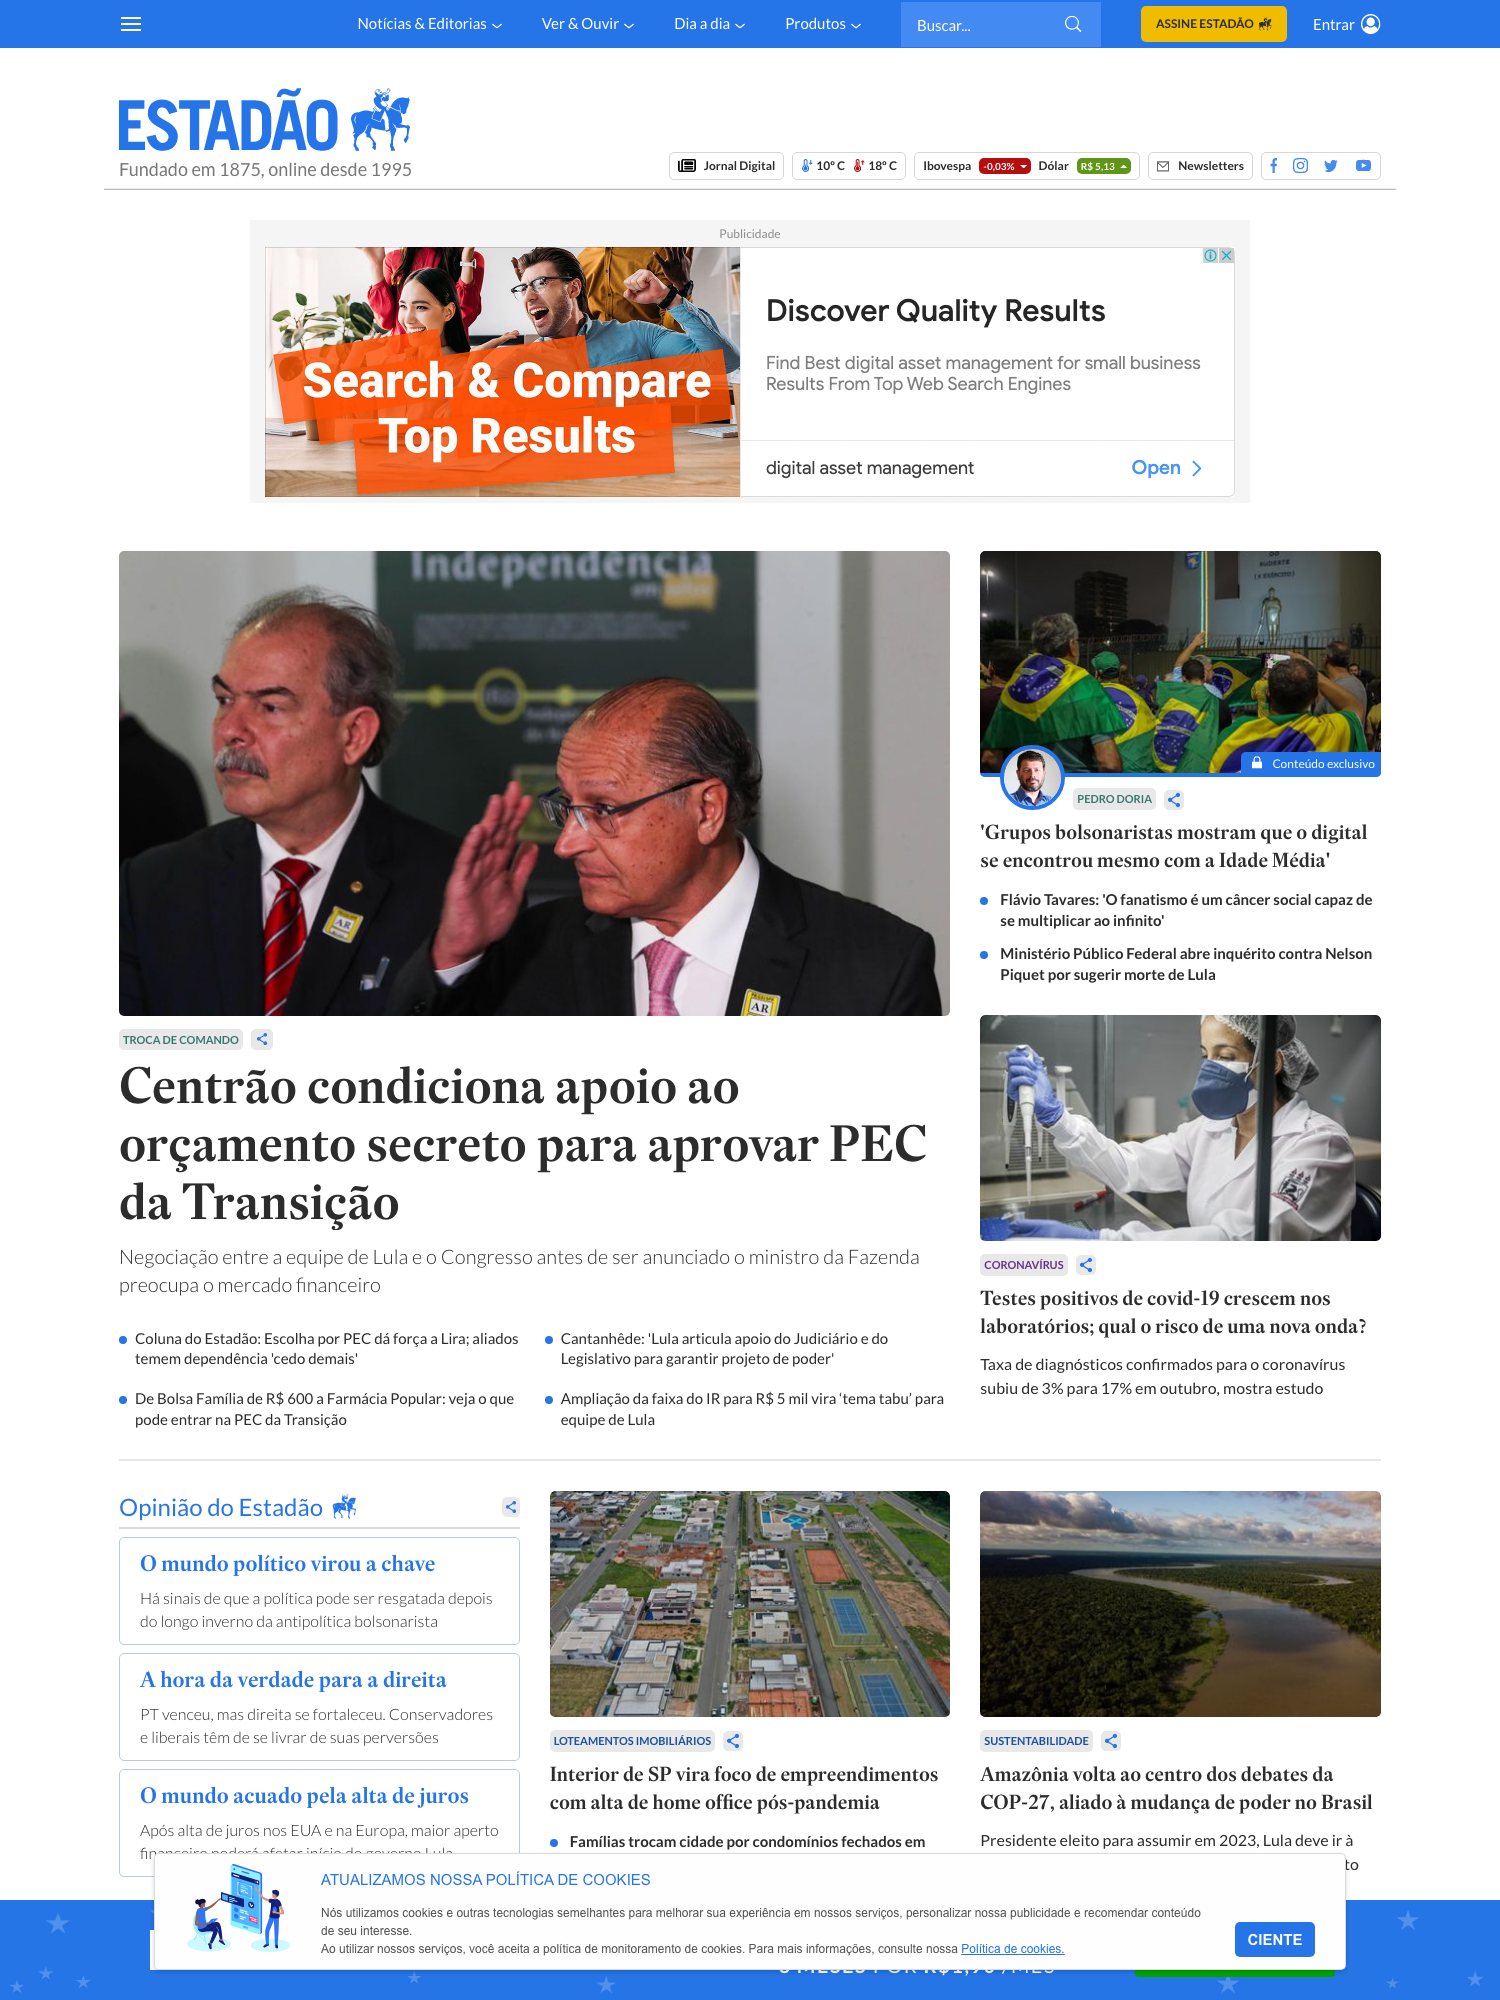 Notícias & Editorias
Ver & Ouvir
Dia a dia
Produtos
Buscar...
ASSINE ESTADÃO
Entrar
ESTADÃO
Fundado em 1875, online desde 1995
Jornal Digital
10º C
18º C
Ibovespa
-0,03%
Dólar
R$ 5,13
Newsletters
Publicidade
Search & Compare
Top Results
Discover Quality Results
Find Best digital asset management for small business
Results From Top Web Search Engines
digital asset management
Open
Independência
AR
AR
SUDESTE
Conteúdo exclusivo
PEDRO DORIA
'Grupos bolsonaristas mostram que o digital
se encontrou mesmo com a Idade Média'
Flávio Tavares: 'O fanatismo é um câncer social capaz de
se multiplicar ao infinito'
Ministério Público Federal abre inquérito contra Nelson
Piquet por sugerir morte de Lula
TROCA DE COMANDO
Centrão condiciona apoio ao
orçamento secreto para aprovar PEC
da Transição
Negociação entre a equipe de Lula e o Congresso antes de ser anunciado o ministro da Fazenda
preocupa o mercado financeiro
Coluna do Estadão: Escolha por PEC dá força a Lira; aliados
temem dependência 'cedo demais'
De Bolsa Família de R$ 600 a Farmácia Popular: veja o que
pode entrar na PEC da Transição
Cantanhêde: 'Lula articula apoio do Judiciário e do
Legislativo para garantir projeto de poder'
Ampliação da faixa do IR para R$ 5 mil vira ‘tema tabu’ para
equipe de Lula
CORONAVÍRUS
Testes positivos de covid-19 crescem nos
laboratórios; qual o risco de uma nova onda?
Taxa de diagnósticos confirmados para o coronavírus
subiu de 3% para 17% em outubro, mostra estudo
Opinião do Estadão
O mundo político virou a chave
Há sinais de que a política pode ser resgatada depois
do longo inverno da antipolítica bolsonarista
A hora da verdade para a direita
PT venceu, mas direita se fortaleceu. Conservadores
e liberais têm de se livrar de suas perversões
O mundo acuado pela alta de juros
Após alta de juros nos EUA e na Europa, maior aperto
financeiro poderá afetar início do governo Lula
LOTEAMENTOS IMOBILIÁRIOS
Interior de SP vira foco de empreendimentos
com alta de home office pós-pandemia
Famílias trocam cidade por condomínios fechados em
SUSTENTABILIDADE
Amazônia volta ao centro dos debates da
COP-27, aliado à mudança de poder no Brasil
Presidente eleito para assumir em 2023, Lula deve ir à
to
ATUALIZAMOS NOSSA POLÍTICA DE COOKIES
Nós utilizamos cookies e outras tecnologias semelhantes para melhorar sua experiência em nossos serviços, personalizar nossa publicidade e recomendar conteúdo
de seu interesse.
Ao utilizar nossos serviços, você aceita a política de monitoramento de cookies. Para mais informações, consulte nossa Política de cookies.
CIENTE